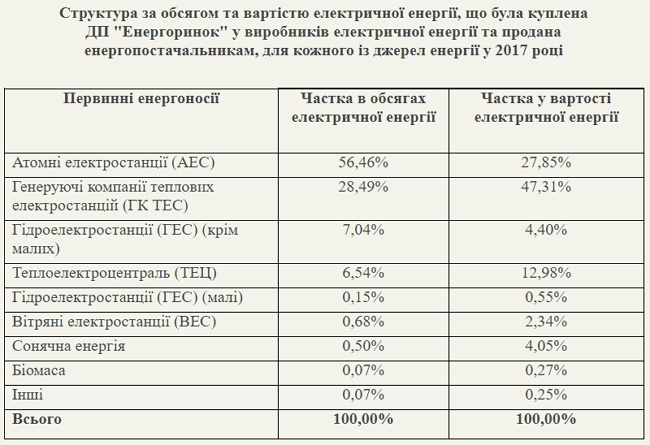 Структура за обсягом та вартістю електричної енергії, що була куплена
ДП "Енергоринок" у виробників електричної енергії та продана
енергопостачальникам, для кожного із джерел енергії у 2017 році
Первинні енергоносії Частка в обсягах електричної енергії Частка у вартості електричної енергії
Атомні електростанції (АЕС) 56,46% 27,85%
Генеруючі компанії теплових 28,49% 47,31%
електростанцій (ГК ТЕС)
Гідроелектростанції (ГЕС) (крім 7,04% 4,40%
малих)
Теплоелектроцентраль (ТЕЦ) 6,54% 12,98%
Гідроелектростанції (ГЕС) (малі) 0,15% 0,55%
Вітряні електростанції (ВЕС) 0,68% 2,34%
Сонячна енергія 0,50% 4,05%
Біомаса 0,07% 0,27%
Інші 0,07% 0,25%
Всього 100,00% 100,00%